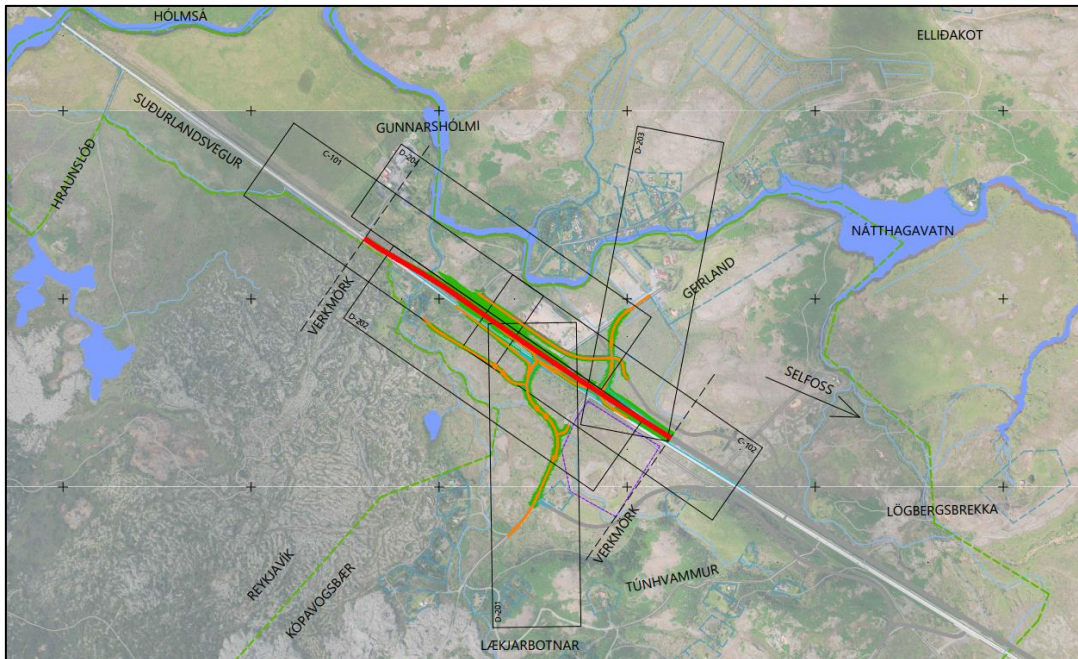 HÓLMSÁ
ELLIÐAKOT
SUÐURLANDSVEGUR
GUNNARSHÓLMI
D-203
C-101
D-204
HRAUNSLÓÐ
NÁTTHAGAVATN
GEIRLAND
VERKMÖRK
D-202
SELFOSS
C-102
LÖGBERGSBREKKA
VERKMÖRK
TÚNHVAMMUR
REYKJAVÍK
KÓPAVOGSBÆR
D-201
LÆKJARBOTNAR